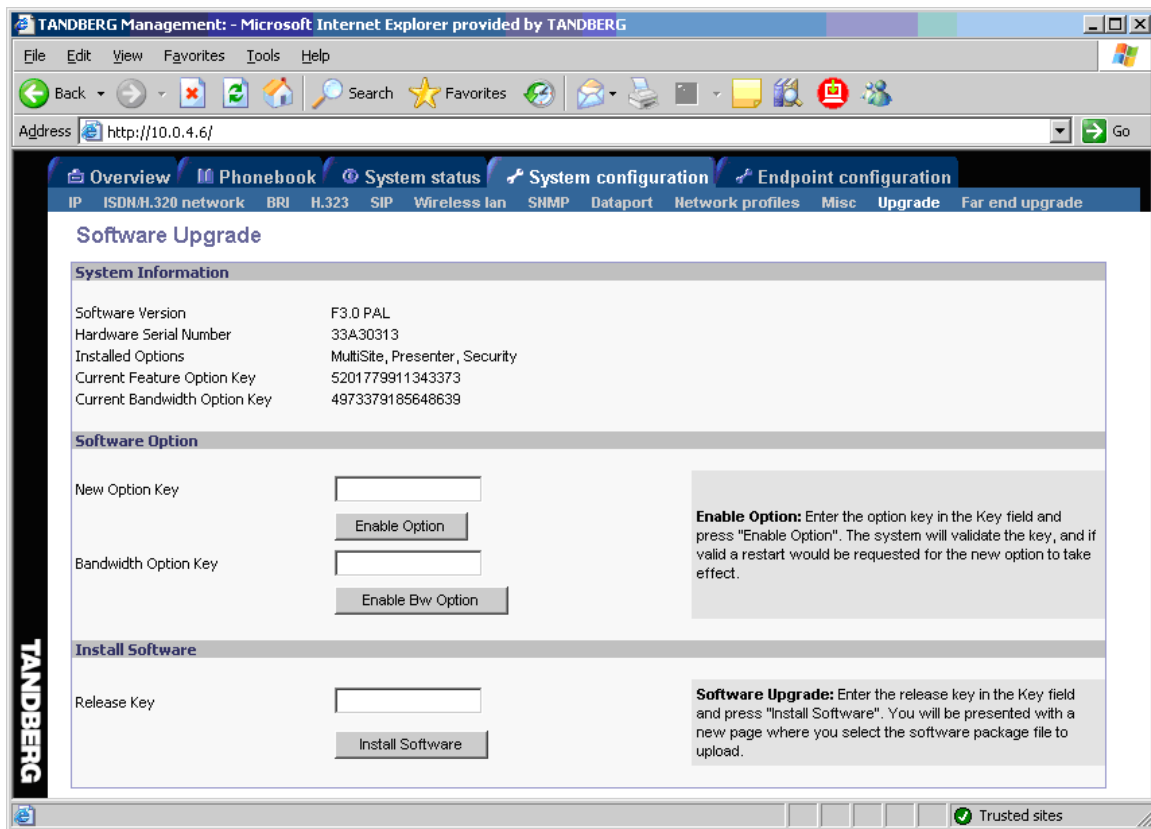 TANDBERG Management: - Microsoft Internet Explorer provided by TANDBERG
File Edit View Favorites Tools Help
Back Search Favorites
Address http://10.0.4.6/ Go
Overview Phonebook System status System configuration Endpoint configuration
IP ISDN/H.320 network BRI H.323 SIP Wireless lan SNMP Dataport Network profiles Misc Upgrade Far end upgrade
Software Upgrade
System Information
Software Version F3.0 PAL
Hardware Serial Number 33A30313
Installed Options MultiSite, Presenter, Security
Current Feature Option Key 5201779911343373
Current Bandwidth Option Key 4973379185648639
Software Option
New Option Key
Enable Option
Bandwidth Option Key
Enable Bw Option
Enable Option: Enter the option key in the Key field and
press "Enable Option". The system will validate the key, and if
valid a restart would be requested for the new option to take
effect.
Install Software
Release Key
Install Software
Software Upgrade: Enter the release key in the Key field
and press "Install Software". You will be presented with a
new page where you select the software package file to
upload.
TANDBERG
Trusted sites